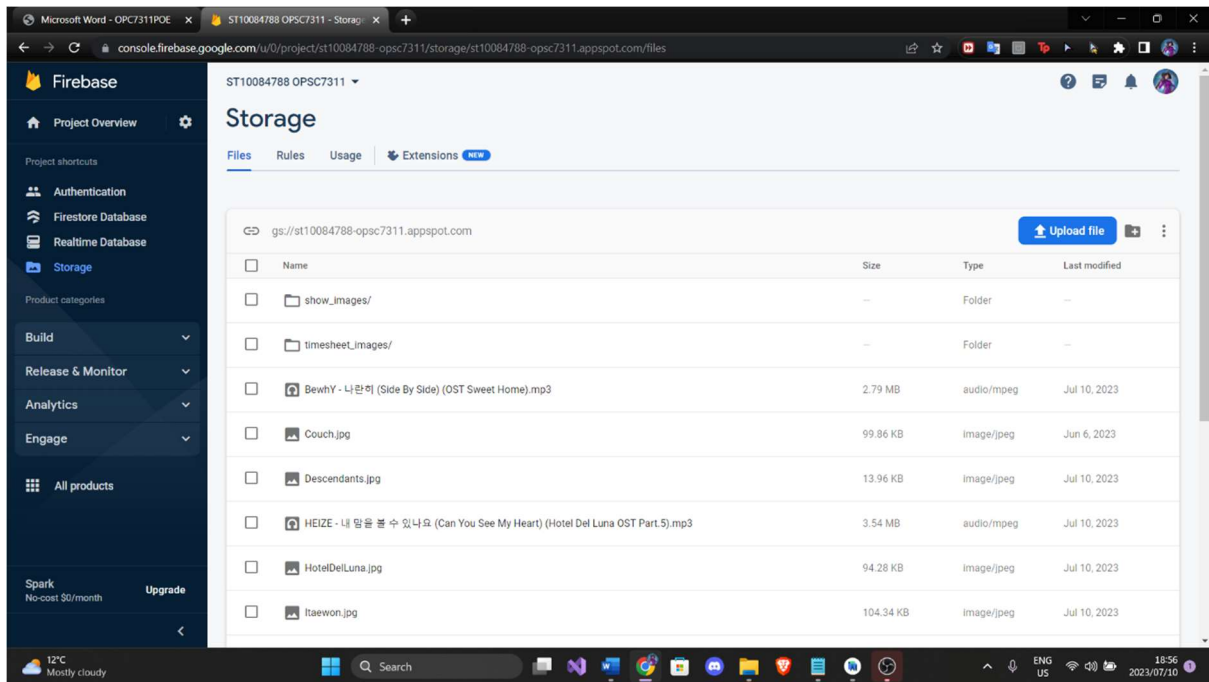 Microsoft Word - OPC7311POE
ST10084788 OPSC7311 - Storag
console.firebase.google.com/u/0/project/st10084788-opsc7311/storage/st10084788-opsc7311.appspot.com/files
Firebase
ST10084788 OPSC7311
Project Overview
Storage
Project shortcuts
Files Rules Usage Extensions NEW
Authentication
Firestore Database
Realtime Database
Storage
Product categories
Build
Release & Monitor
Analytics
Engage
All products
Spark
No-cost $0/month
Upgrade
gs://st10084788-opsc7311.appspot.com
Upload file
Name Size Type Last modified
show_images/ — Folder —
timesheet_images/ — Folder —
BewhY - 나란히 (Side By Side) (OST Sweet Home).mp3 2.79 MB audio/mpeg Jul 10, 2023
Couch.jpg 99.86 KB image/jpeg Jun 6, 2023
Descendants.jpg 13.96 KB image/jpeg Jul 10, 2023
HEIZE - 내 맘을 볼 수 있나요 (Can You See My Heart) (Hotel Del Luna OST Part.5).mp3 3.54 MB audio/mpeg Jul 10, 2023
HotelDelLuna.jpg 94.28 KB image/jpeg Jul 10, 2023
Itaewon.jpg 104.34 KB image/jpeg Jul 10, 2023
12°C
Mostly cloudy
Search
Tp
ENG
US
18:56
2023/07/10
1